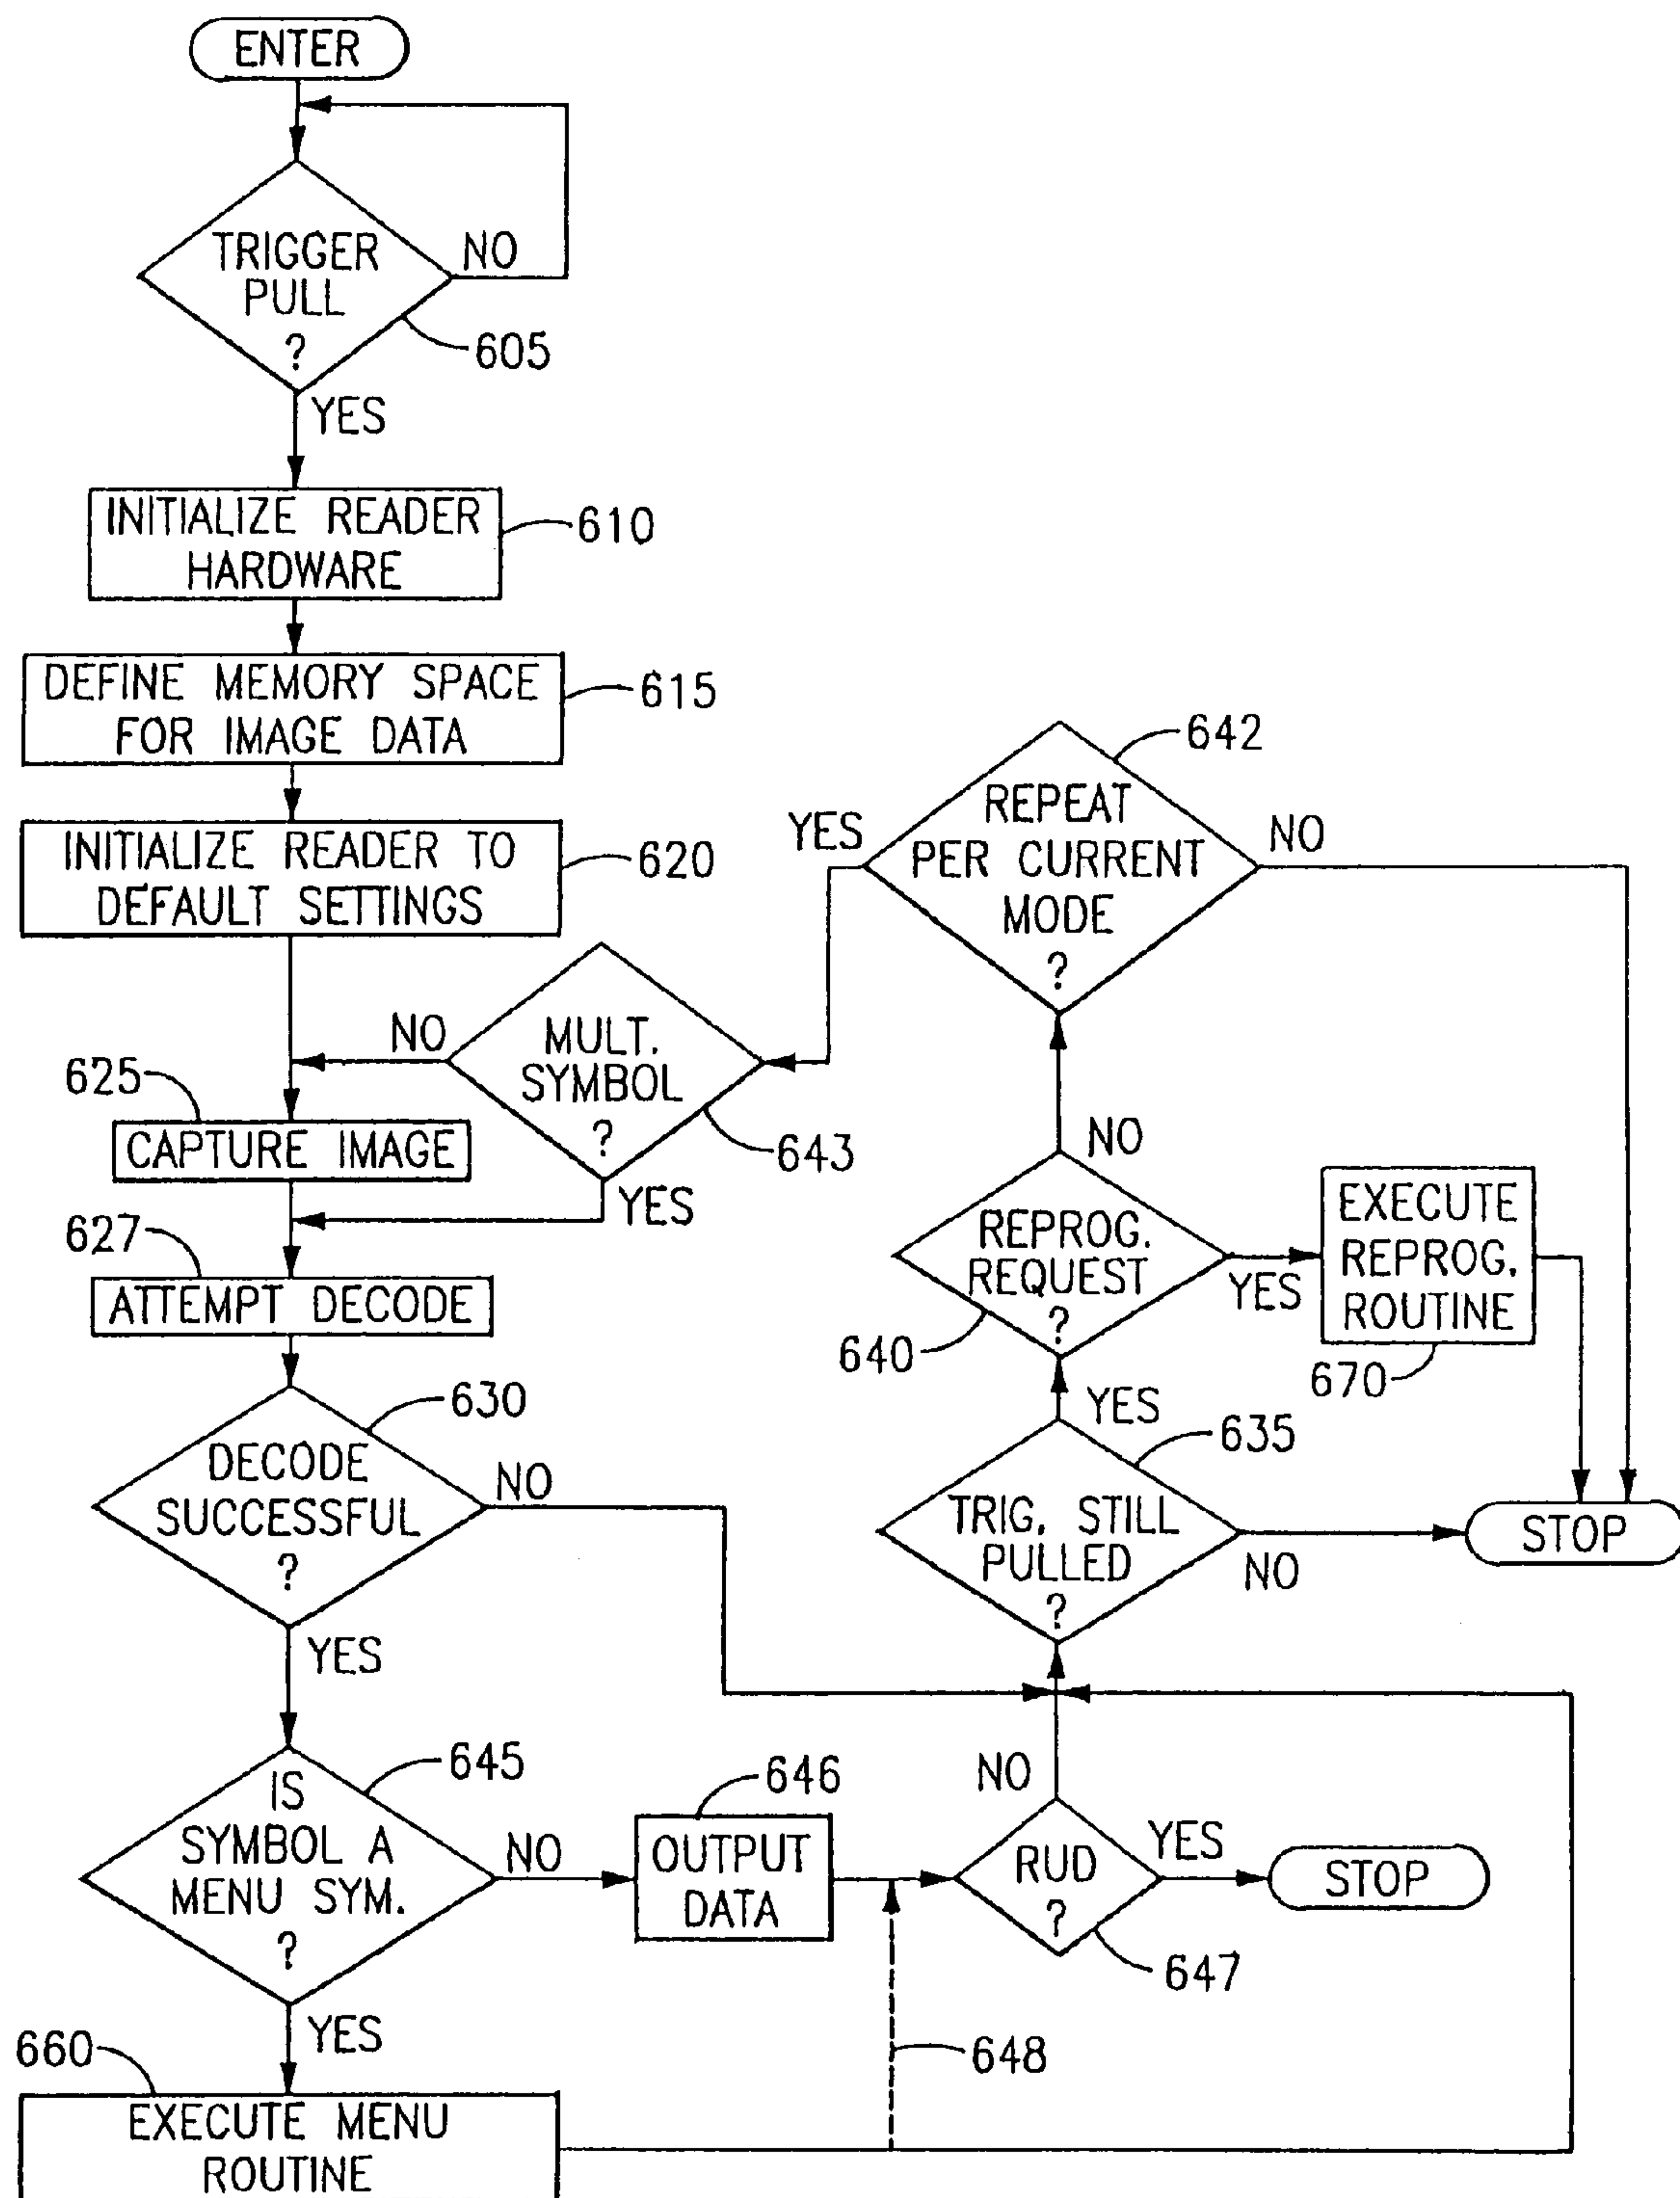 ENTER
TRIGGER
PULL
?
NO
605
YES
INITIALIZE READER
HARDWARE
610
DEFINE MEMORY SPACE
FOR IMAGE DATA
615
INITIALIZE READER TO
DEFAULT SETTINGS
620
625
CAPTURE IMAGE
627
ATTEMPT DECODE
DECODE
SUCCESSFUL
?
630
NO
YES
IS
SYMBOL A
MENU SYM.
?
645
NO
YES
660
EXECUTE MENU
ROUTINE
646
OUTPUT
DATA
RUD
?
647
YES
STOP
NO
648
TRIG. STILL
PULLED
?
635
NO
STOP
YES
REPROG.
REQUEST
?
640
YES
EXECUTE
REPROG.
ROUTINE
670
NO
REPEAT
PER CURRENT
MODE
?
642
NO
YES
MULT.
SYMBOL
?
643
NO
YES